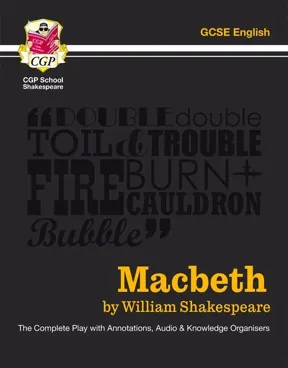 GCSE English
CGP
CGP School
Shakespeare
“DOUBLE double
TOIL & TROUBLE
FIRE BURN +
CAULDRON
Bubble”
Macbeth
by William Shakespeare
The Complete Play with Annotations, Audio & Knowledge Organisers